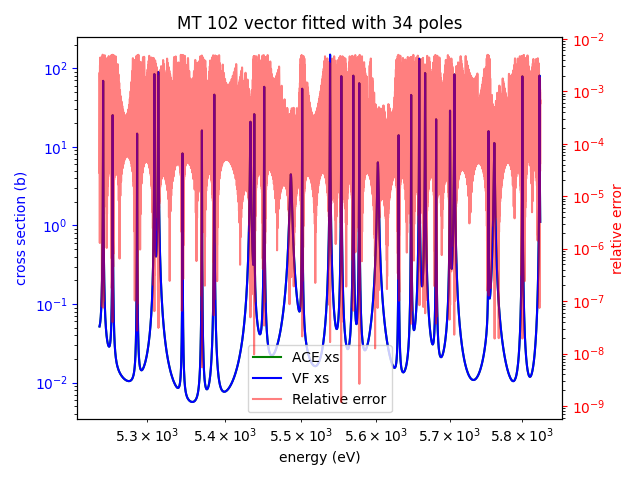 MT 102 vector fitted with 34 poles
cross section (b)
10²
10¹
10⁰
10⁻¹
10⁻²
10⁻²
10⁻³
10⁻⁴
10⁻⁵
10⁻⁶
10⁻⁷
10⁻⁸
10⁻⁹
relative error
ACE xs
VF xs
Relative error
5.3 × 10³ 5.4 × 10³ 5.5 × 10³ 5.6 × 10³ 5.7 × 10³ 5.8 × 10³
energy (eV)